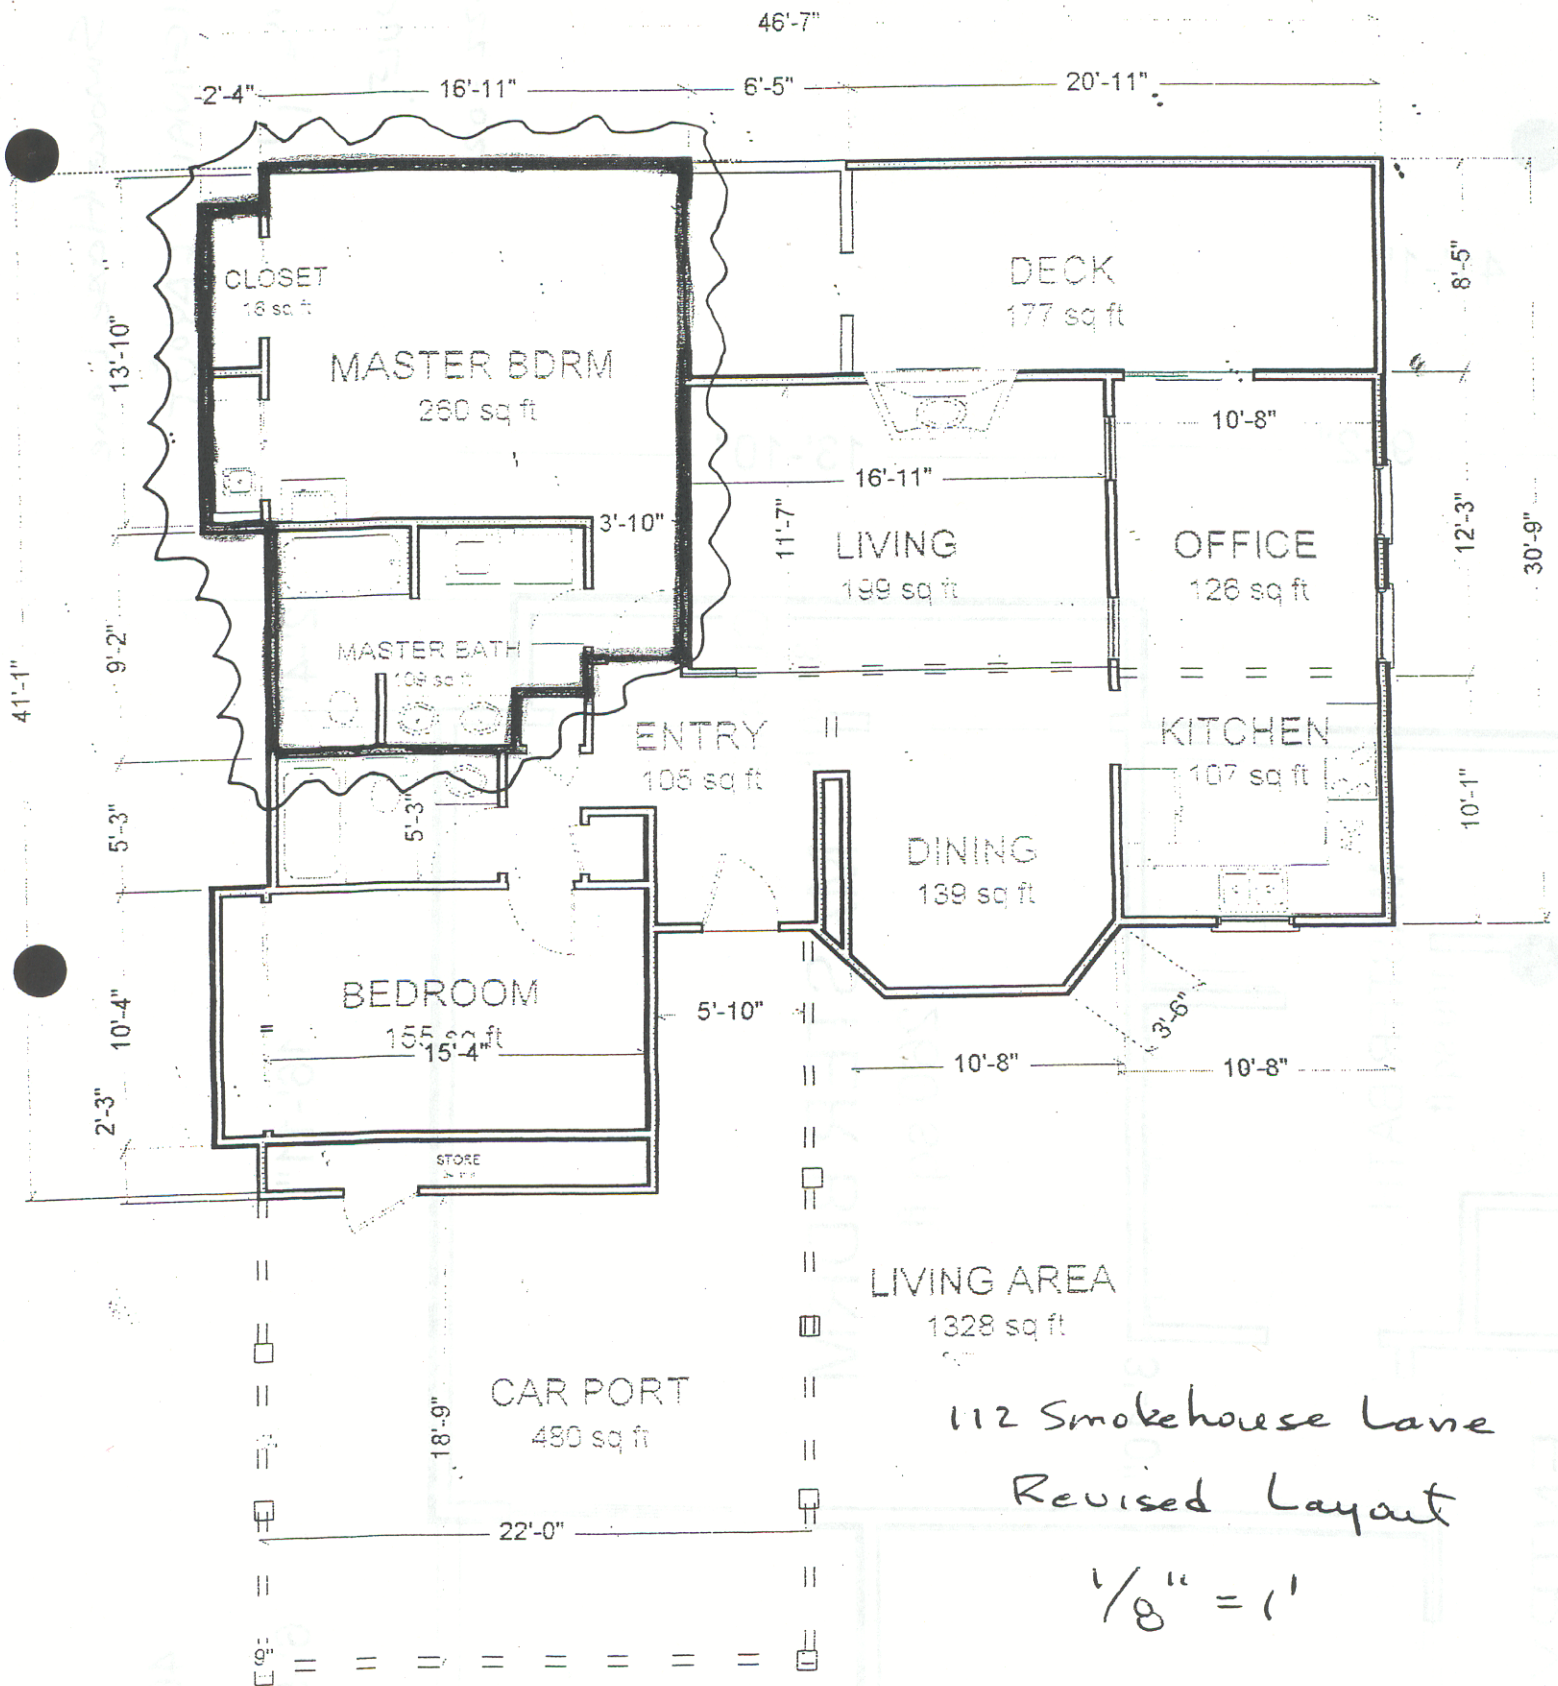 46'-7"
-2'-4"
16'-11"
6'-5"
20'-11"
CLOSET
18 sq ft
MASTER BDRM
260 sq ft
DECK
177 sq ft
8'-5"
13'-10"
10'-8"
16'-11"
3'-10"
11'-7"
LIVING
199 sq ft
OFFICE
126 sq ft
12'-3"
30'-9"
41'-1"
9'-2"
MASTER BATH
109 sq ft
ENTRY
105 sq ft
KITCHEN
107 sq ft
5'-3"
5'-3"
10'-1"
DINING
139 sq ft
BEDROOM
155 sq ft
15'-4"
10'-4"
5'-10"
3'-6"
10'-8"
10'-8"
2'-3"
STORE
LIVING AREA
1328 sq ft
CAR PORT
480 sq ft
18'-9"
112 Smokehouse Lane
Revised Layout
22'-0"
1/8" = 1'
9"